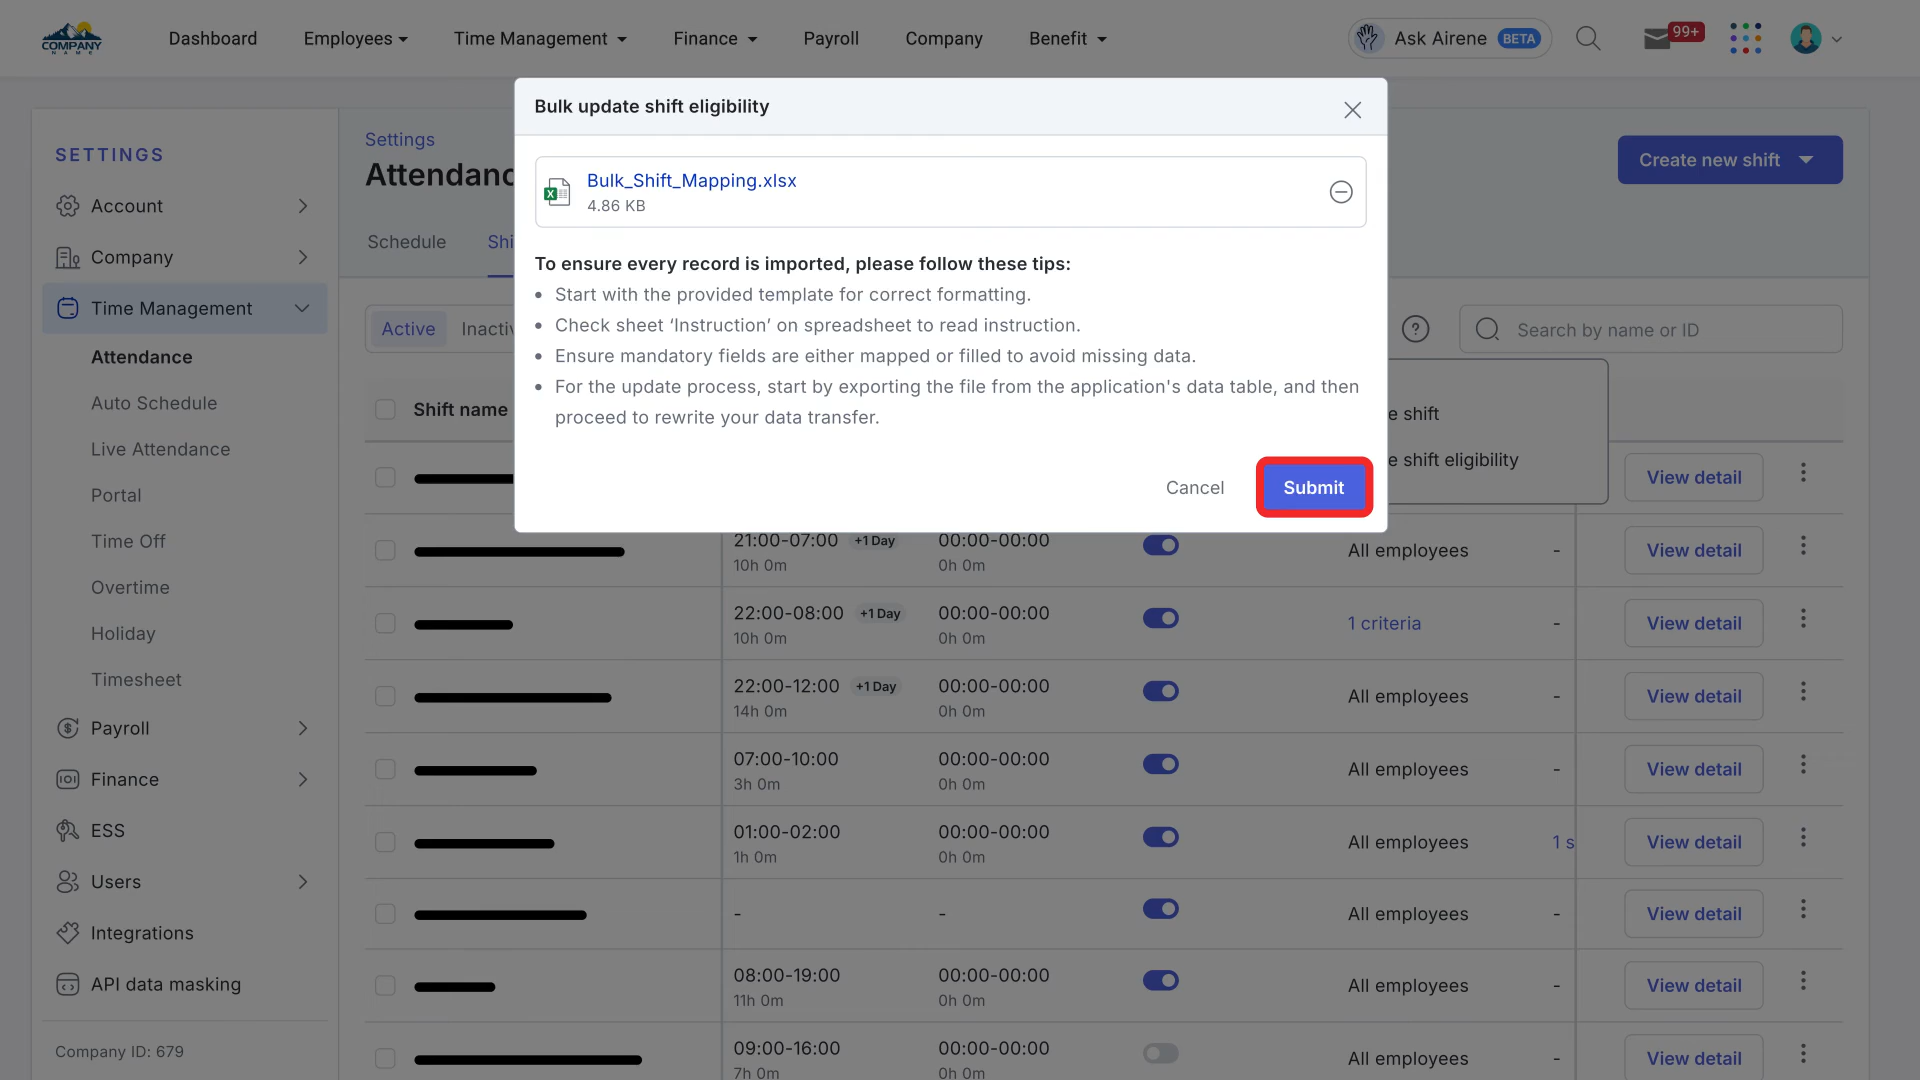 COMPANY
NAME
Dashboard
Employees
Time Management
Finance
Payroll
Company
Benefit
Ask Airene BETA
99+
SETTINGS
Account
Company
Time Management
Attendance
Auto Schedule
Live Attendance
Portal
Time Off
Overtime
Holiday
Timesheet
Payroll
Finance
ESS
Users
Integrations
API data masking
Company ID: 679
Settings
Attendanc
Create new shift
Schedule
Shi
Active
Inactiv
Search by name or ID
Bulk update shift eligibility
Bulk_Shift_Mapping.xlsx
4.86 KB
To ensure every record is imported, please follow these tips:
• Start with the provided template for correct formatting.
• Check sheet ‘Instruction’ on spreadsheet to read instruction.
• Ensure mandatory fields are either mapped or filled to avoid missing data.
• For the update process, start by exporting the file from the application's data table, and then
proceed to rewrite your data transfer.
Cancel
Submit
e shift
e shift eligibility
Shift name
View detail
21:00-07:00 +1 Day 00:00-00:00 All employees - View detail
10h 0m 0h 0m
22:00-08:00 +1 Day 00:00-00:00 1 criteria - View detail
10h 0m 0h 0m
22:00-12:00 +1 Day 00:00-00:00 All employees - View detail
14h 0m 0h 0m
07:00-10:00 00:00-00:00 All employees - View detail
3h 0m 0h 0m
01:00-02:00 00:00-00:00 All employees 1 s View detail
1h 0m 0h 0m
- - All employees - View detail
08:00-19:00 00:00-00:00 All employees - View detail
11h 0m 0h 0m
09:00-16:00 00:00-00:00 All employees - View detail
7h 0m 0h 0m